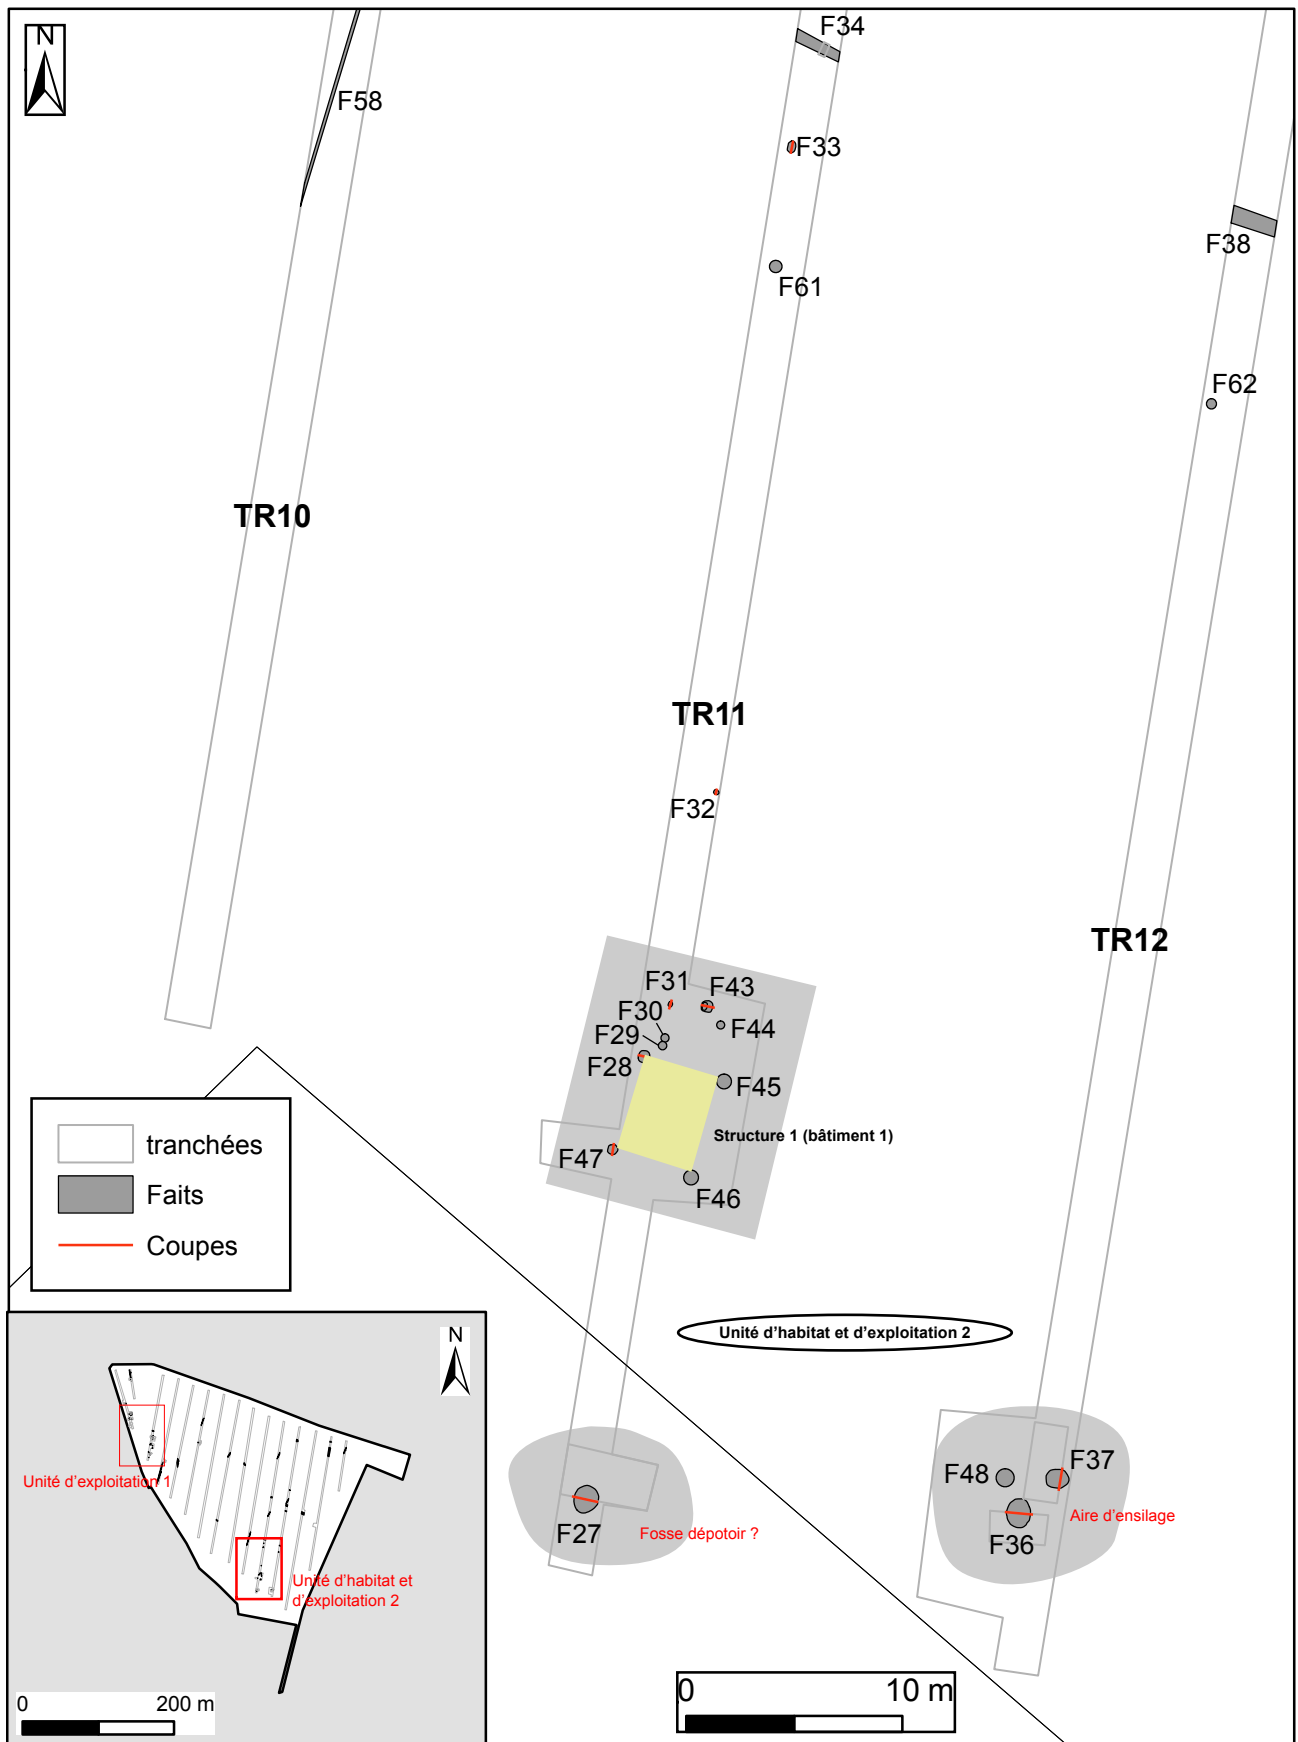 N
F34
F58
F33
F38
F61
F62
TR10
TR11
F32
TR12
F31
F43
F30
F44
F29
F28
F45
Structure 1 (bâtiment 1)
F47
F46
tranchées
Faits
Coupes
Unité d'habitat et d'exploitation 2
N
Unité d'exploitation 1
Unité d'habitat et
d'exploitation 2
0 200 m
F27
Fosse dépotoir ?
F48
F37
F36
Aire d'ensilage
0 10 m